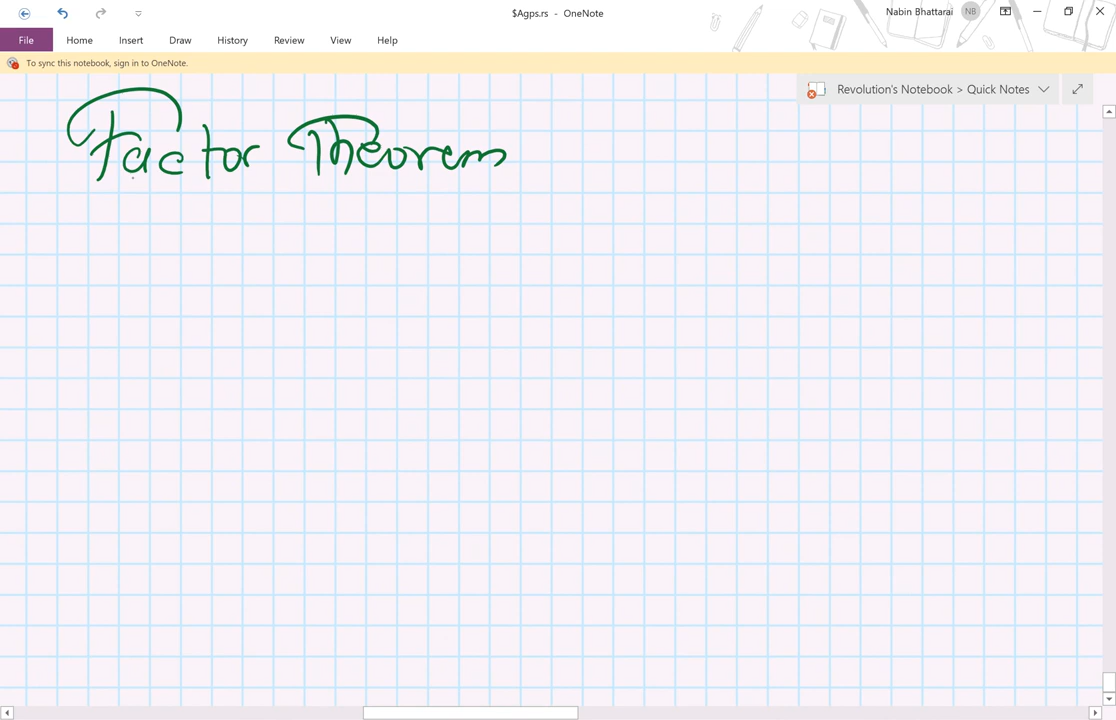 $Agps.rs - OneNote
Nabin Bhattarai NB
File Home Insert Draw History Review View Help
To sync this notebook, sign in to OneNote.
Revolution's Notebook > Quick Notes
Factor Theorem